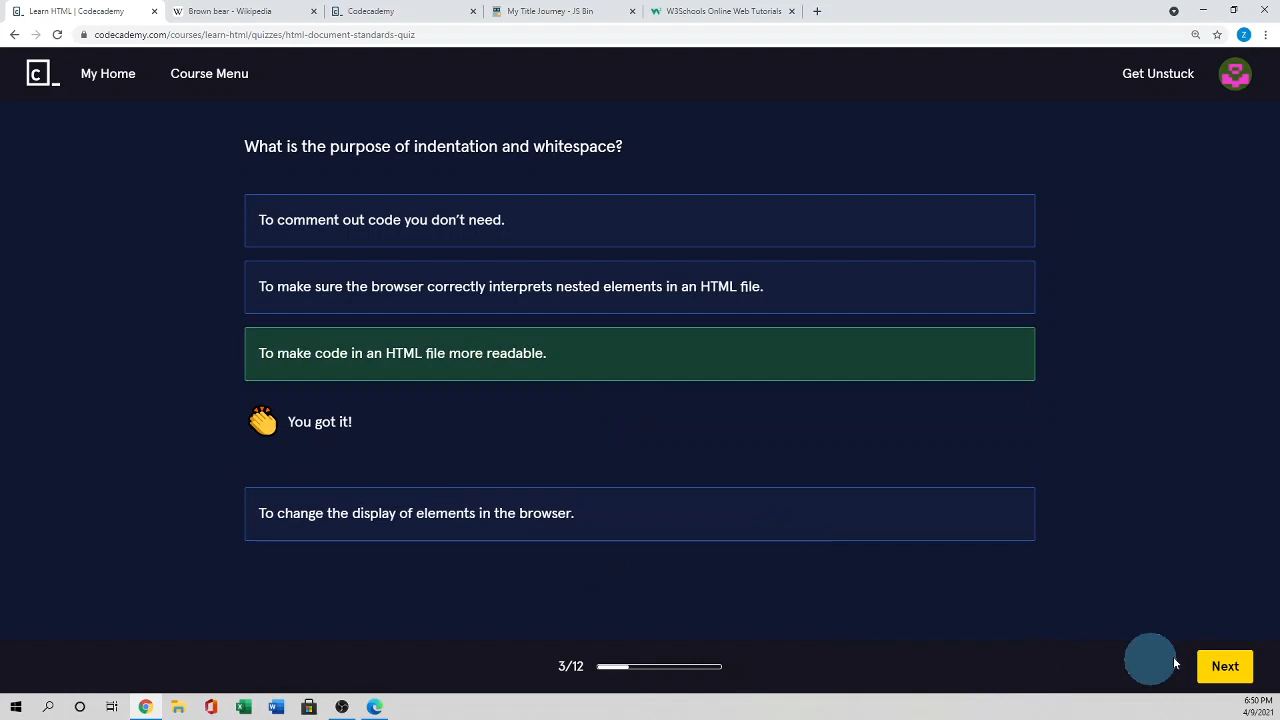 Learn HTML | Codecademy
Brown bear - Wikipedia
Codecademy
My Title Journey - JS Bin
W3Schools Online Web Tutorials
codecademy.com/courses/learn-html/quizzes/html-document-standards-quiz
Z
C_
My Home
Course Menu
Get Unstuck
What is the purpose of indentation and whitespace?
To comment out code you don't need.
To make sure the browser correctly interprets nested elements in an HTML file.
To make code in an HTML file more readable.
You got it!
To change the display of elements in the browser.
3/12
Next
6:50 PM
4/9/2021